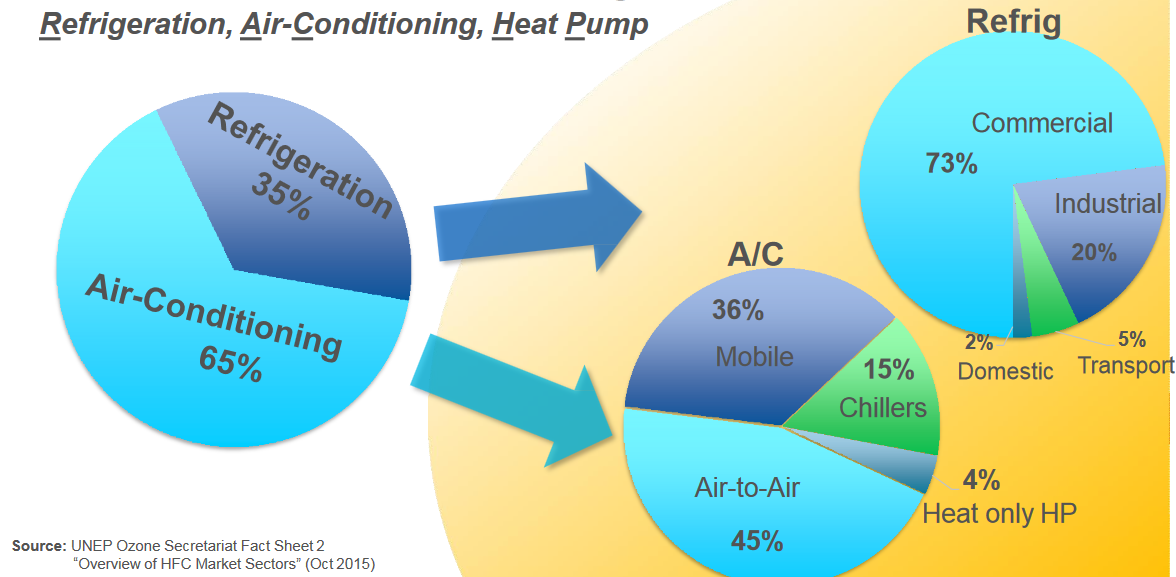 Refrigeration, Air-Conditioning, Heat Pump
Refrigeration
35%
Air-Conditioning
65%
Refrig
Commercial
73%
Industrial
20%
2%
Domestic
5%
Transport
A/C
36%
Mobile
15%
Chillers
4%
Heat only HP
Air-to-Air
45%
Source: UNEP Ozone Secretariat Fact Sheet 2
“Overview of HFC Market Sectors” (Oct 2015)